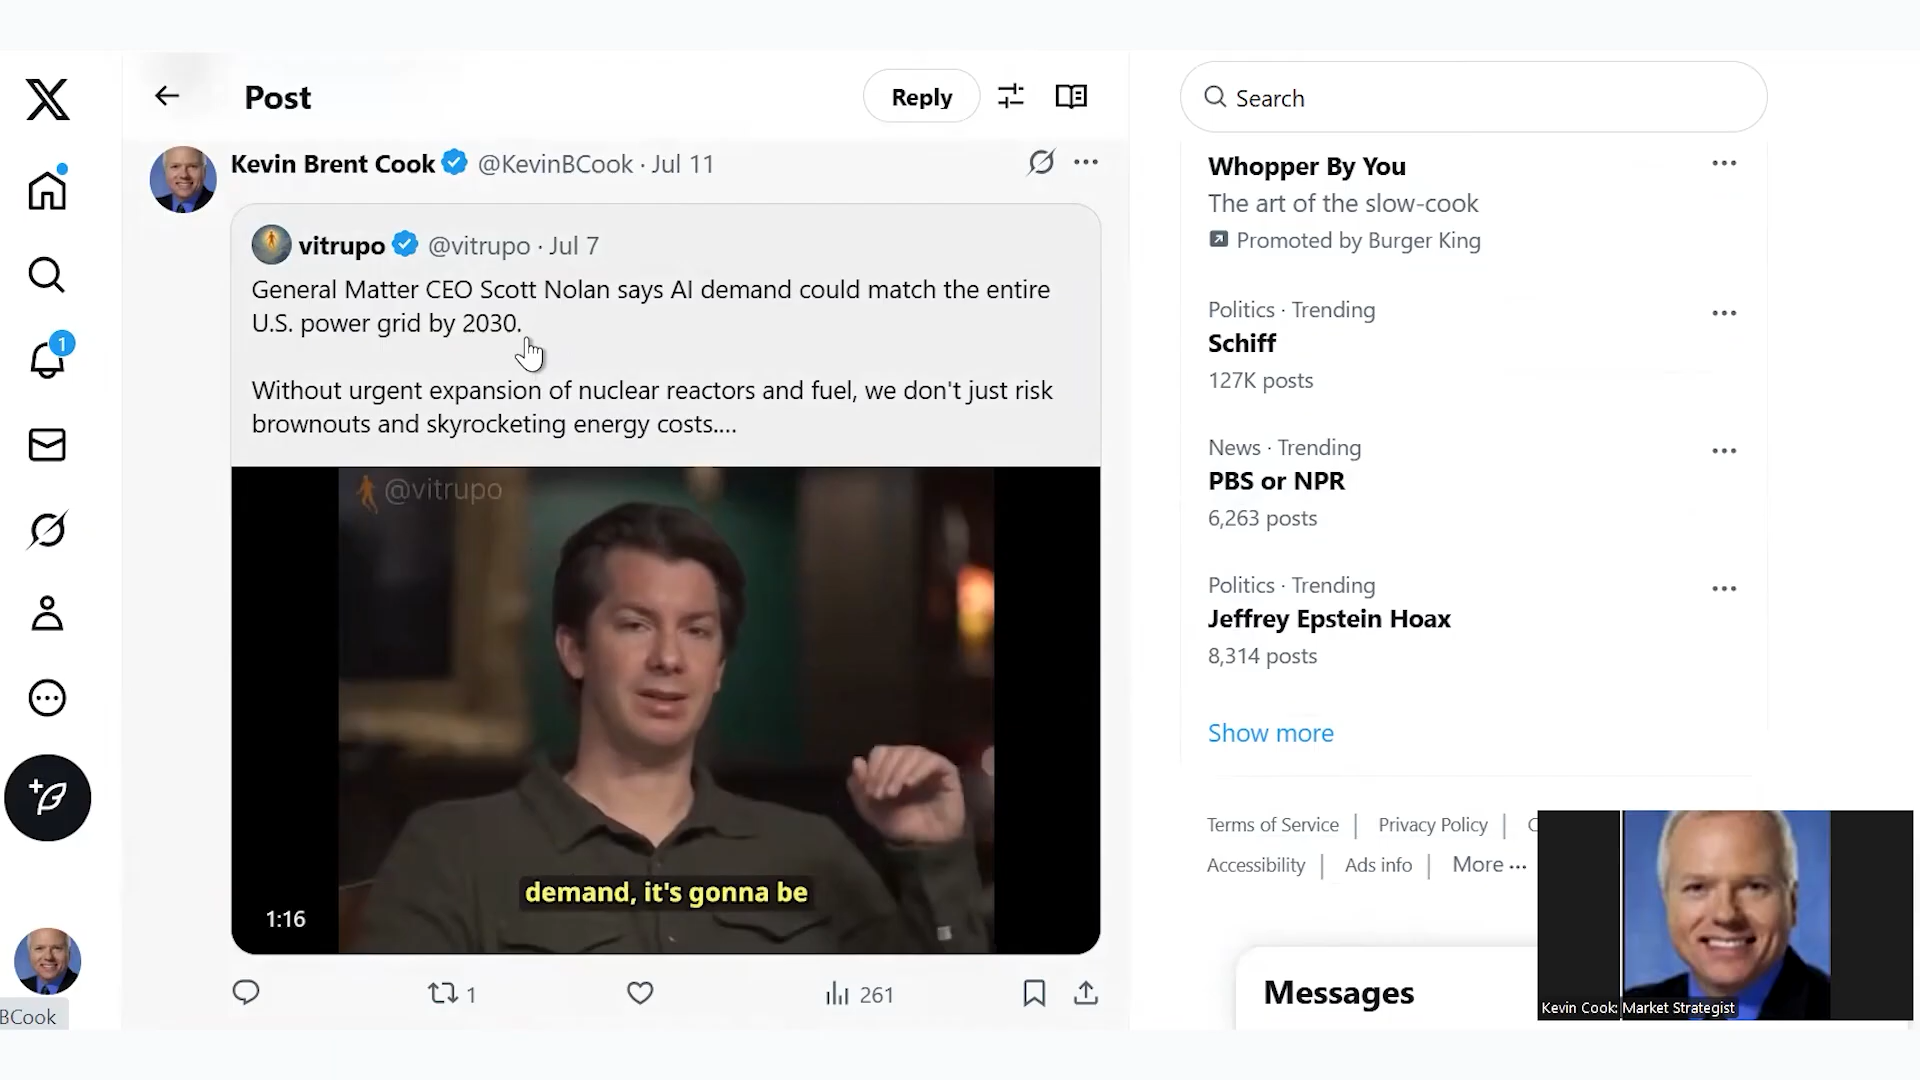 Post
Reply
Search
Kevin Brent Cook @KevinBCook · Jul 11
vitrupo @vitrupo · Jul 7
General Matter CEO Scott Nolan says AI demand could match the entire
U.S. power grid by 2030.
Without urgent expansion of nuclear reactors and fuel, we don't just risk
brownouts and skyrocketing energy costs....
@vitrupo
demand, it's gonna be
1:16
1
261
Whopper By You
The art of the slow-cook
Promoted by Burger King
Politics · Trending
Schiff
127K posts
News · Trending
PBS or NPR
6,263 posts
Politics · Trending
Jeffrey Epstein Hoax
8,314 posts
Show more
Terms of Service | Privacy Policy | C
Accessibility | Ads info | More ···
Messages
Kevin Cook: Market Strategist
1
BCook